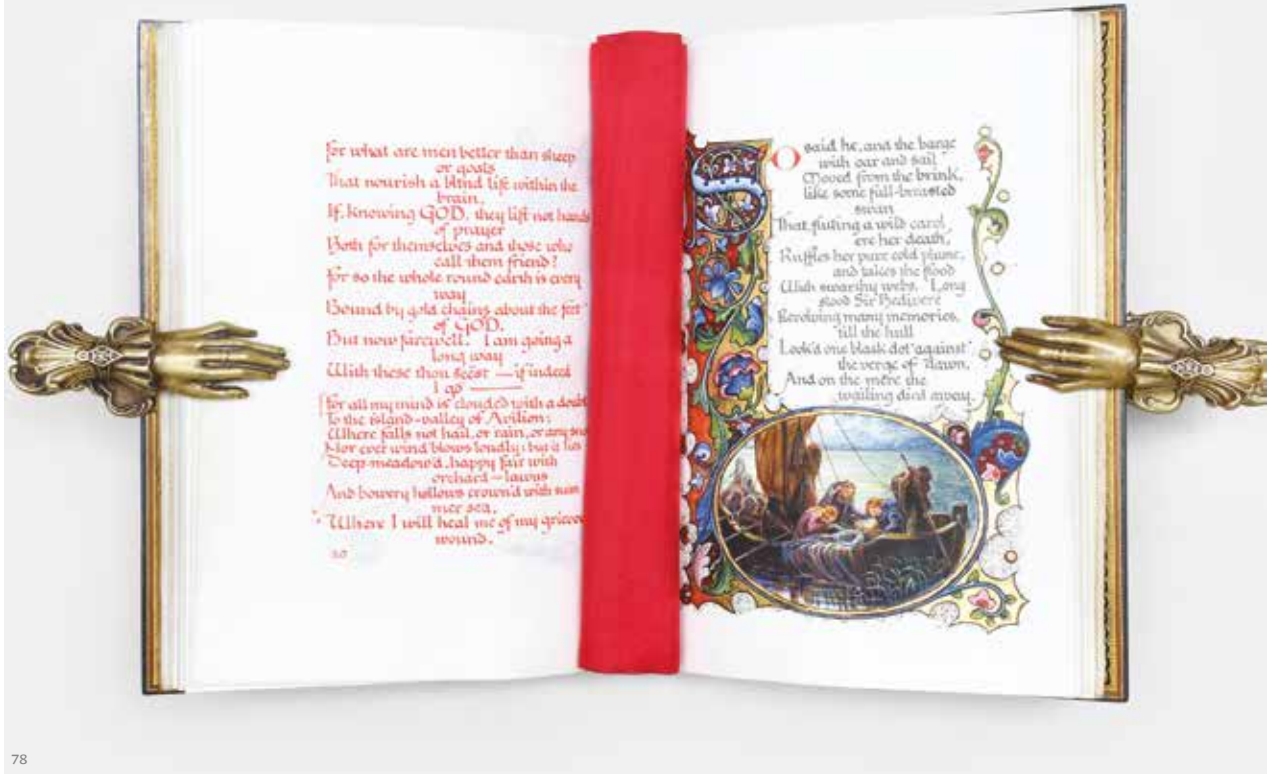 For what are men better than sheep
or goats
That nourish a blind life within the
brain,
If, knowing GOD, they lift not hands
of prayer
Both for themselves and those who
call them friend?
For so the whole round earth is every
way
Bound by gold chains about the feet
of GOD.
But now farewell. I am going a
long way
With these thou seëst — if indeed
I go
For all my mind is clouded with a doubt
To the island-valley of Avilion;
Where falls not hail, or rain, or any
Nor ever wind blows loudly; but it lies
Deep-meadow'd, happy, fair with
orchard-lawns
And bowery hollows crown'd with sum
mer sea,
Where I will heal me of my grievous
wound.
S
O said he, and the barge
with oar and sail
Moved from the brink,
like some full-breasted
swan
That, fluting a wild carol
ere her death,
Ruffles her pure cold plume,
and takes the flood
With swarthy webs. Long
stood Sir Bedivere
Revolving many memories,
till the hull
Look'd one black dot against
the verge of dawn,
And on the mere the
wailing died away.
78